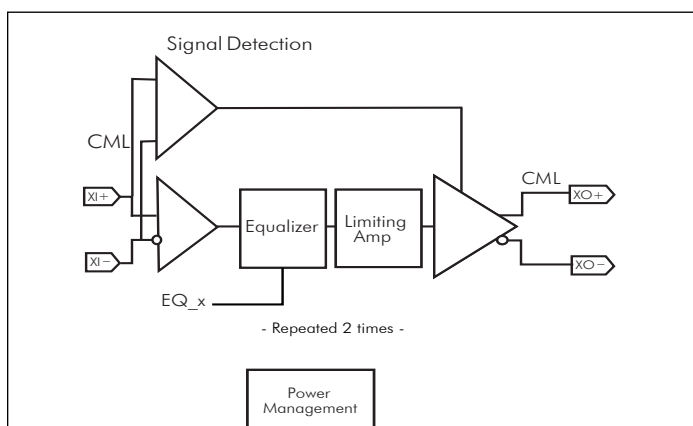 Signal Detection
CML
XI+
XI−
Equalizer
Limiting
Amp
CML
XO+
XO−
EQ_x
- Repeated 2 times -
Power
Management